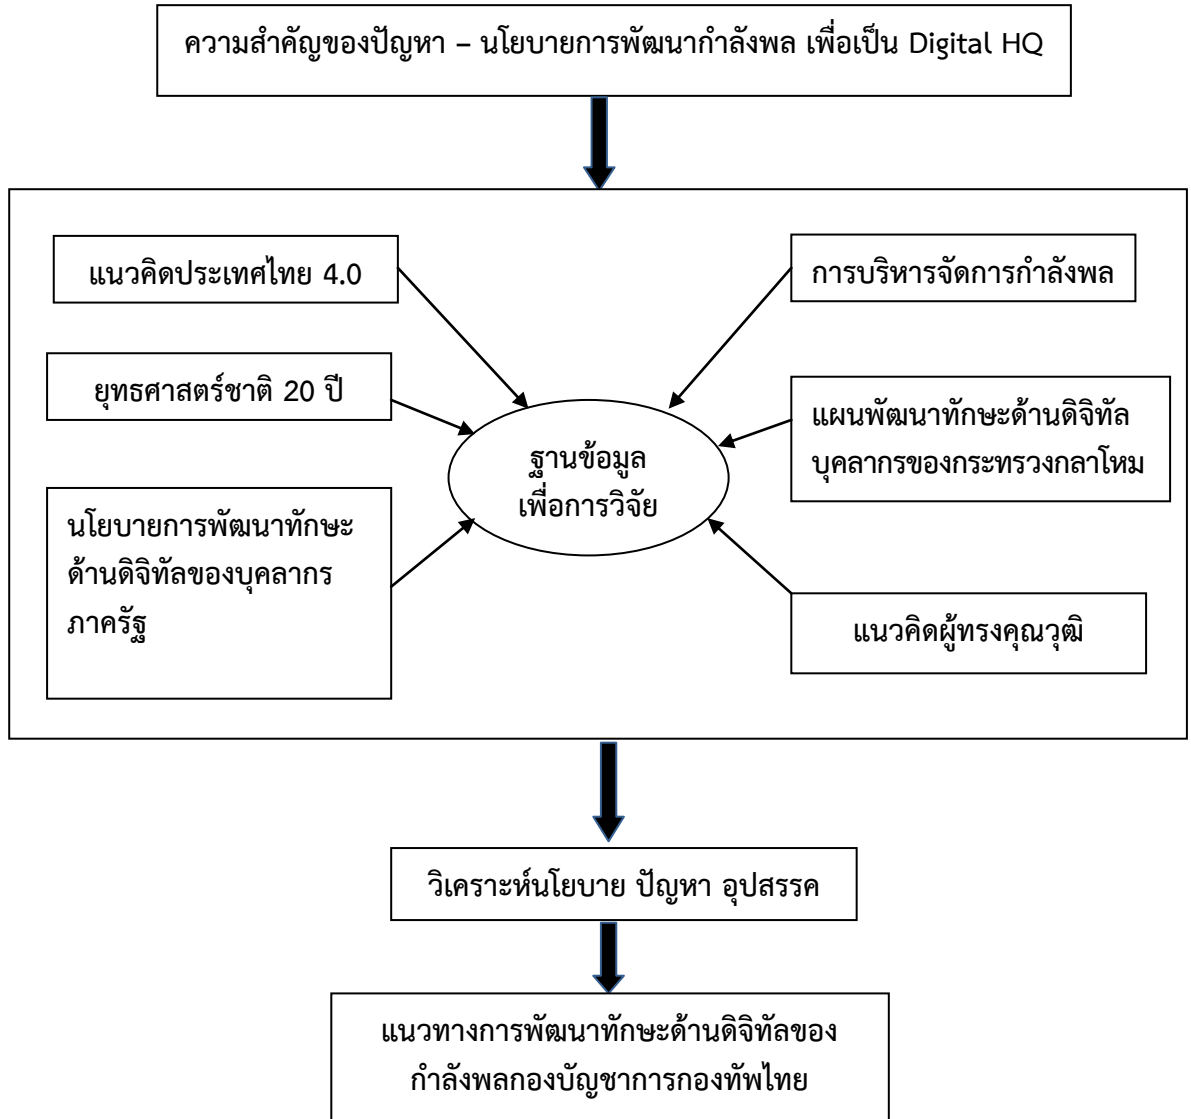 ความสำคัญของปัญหา – นโยบายการพัฒนากำลังพล เพื่อเป็น Digital HQ
แนวคิดประเทศไทย 4.0
การบริหารจัดการกำลังพล
ยุทธศาสตร์ชาติ 20 ปี
แผนพัฒนาทักษะด้านดิจิทัล
บุคลากรของกระทรวงกลาโหม
ฐานข้อมูล
เพื่อการวิจัย
นโยบายการพัฒนาทักษะ
ด้านดิจิทัลของบุคลากร
ภาครัฐ
แนวคิดผู้ทรงคุณวุฒิ
วิเคราะห์นโยบาย ปัญหา อุปสรรค
แนวทางการพัฒนาทักษะด้านดิจิทัลของ
กำลังพลกองบัญชาการกองทัพไทย